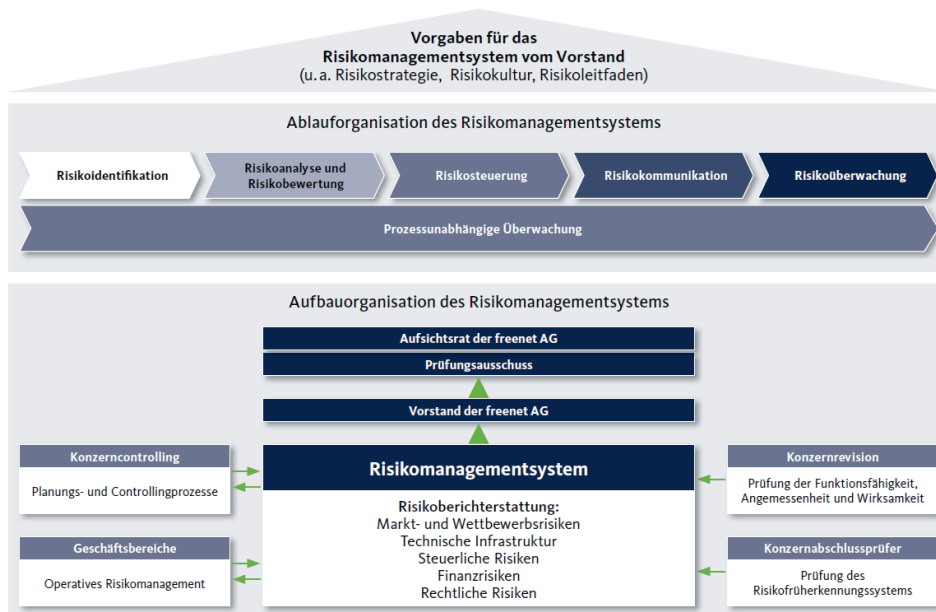 Vorgaben für das
Risikomanagementsystem vom Vorstand
(u. a. Risikostrategie, Risikokultur, Risikoleitfaden)
Ablauforganisation des Risikomanagementsystems
Risikoidentifikation
Risikoanalyse und
Risikobewertung
Risikosteuerung
Risikokommunikation
Risikoüberwachung
Prozessunabhängige Überwachung
Aufbauorganisation des Risikomanagementsystems
Aufsichtsrat der freenet AG
Prüfungsausschuss
Vorstand der freenet AG
Konzerncontrolling
Planungs- und Controllingprozesse
Geschäftsbereiche
Operatives Risikomanagement
Risikomanagementsystem
Risikoberichterstattung:
Markt- und Wettbewerbsrisiken
Technische Infrastruktur
Steuerliche Risiken
Finanzrisiken
Rechtliche Risiken
Konzernrevision
Prüfung der Funktionsfähigkeit,
Angemessenheit und Wirksamkeit
Konzernabschlussprüfer
Prüfung des
Risikofrüherkennungssystems